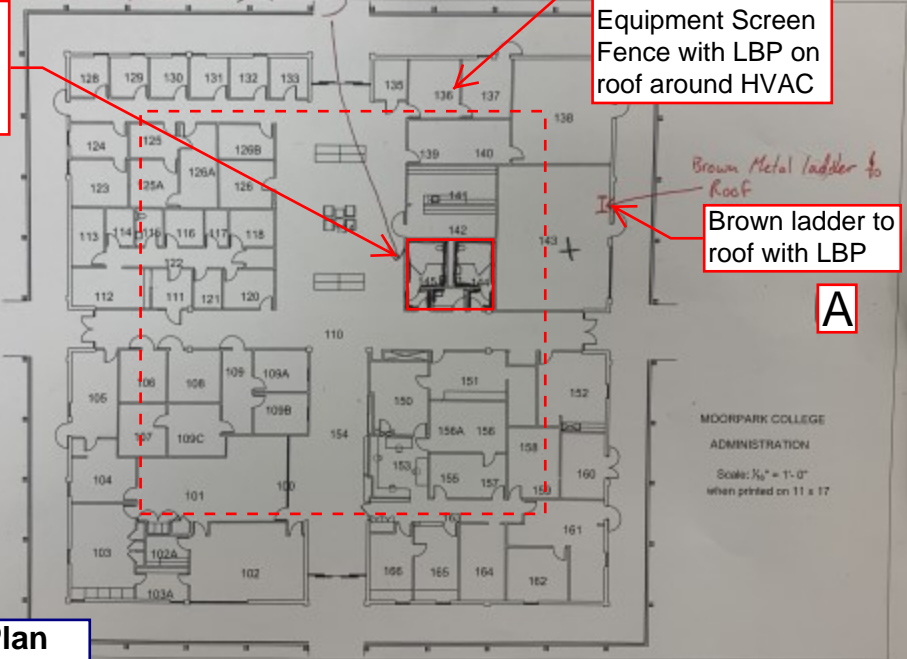 Equipment Screen
Fence with LBP on
roof around HVAC
128 129 130 131 132 133
135 136 137 138
124 125 126A 126B
139 140
123 125A 126
141
Brown Metal ladder to
Roof
Brown ladder to
roof with LBP
113 114 115 116 117 118
142 143
122
145 144
112 111 121 120
A
110
105 106 108 109 109A
109B
150 151 152
107 109C
154
156A 156 158
MOORPARK COLLEGE
ADMINISTRATION
104 101 100
153 155 157 159 160
Scale: 1/16" = 1'- 0"
when printed on 11 x 17
163 161
103 102A 102
103A
166 165 164 162
Plan